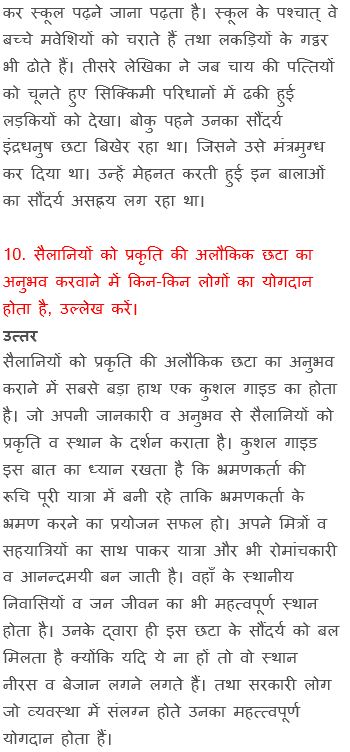 कर स्कूल पढ़ने जाना पढ़ता है। स्कूल के पश्चात् वे
बच्चे मवेशियों को चराते हैं तथा लकड़ियों के गट्ठर
भी ढोते हैं। तीसरे लेखिका ने जब चाय की पत्तियों
को चूनते हुए सिक्किमी परिधानों में ढकी हुई
लड़कियों को देखा। बोकु पहने उनका सौंदर्य
इंद्रधनुष छटा बिखेर रहा था। जिसने उसे मंत्रमुग्ध
कर दिया था। उन्हें मेहनत करती हुई इन बालाओं
का सौंदर्य असह्रय लग रहा था।
10. सैलानियों को प्रकृति की अलौकिक छटा का
अनुभव करवाने में किन-किन लोगों का योगदान
होता है, उल्लेख करें।
उत्तर
सैलानियों को प्रकृति की अलौकिक छटा का अनुभव
कराने में सबसे बड़ा हाथ एक कुशल गाइड का होता
है। जो अपनी जानकारी व अनुभव से सैलानियों को
प्रकृति व स्थान के दर्शन कराता है। कुशल गाइड
इस बात का ध्यान रखता है कि भ्रमणकर्ता की
रूचि पूरी यात्रा में बनी रहे ताकि भ्रमणकर्ता के
भ्रमण करने का प्रयोजन सफल हो। अपने मित्रों व
सहयात्रियों का साथ पाकर यात्रा और भी रोमांचकारी
व आनन्दमयी बन जाती है। वहाँ के स्थानीय
निवासियों व जन जीवन का भी महत्वपूर्ण स्थान
होता है। उनके द्वारा ही इस छटा के सौंदर्य को बल
मिलता है क्योंकि यदि ये ना हों तो वो स्थान
नीरस व बेजान लगने लगते हैं। तथा सरकारी लोग
जो व्यवस्था में संलग्न होते उनका महत्त्वपूर्ण
योगदान होता हैं।